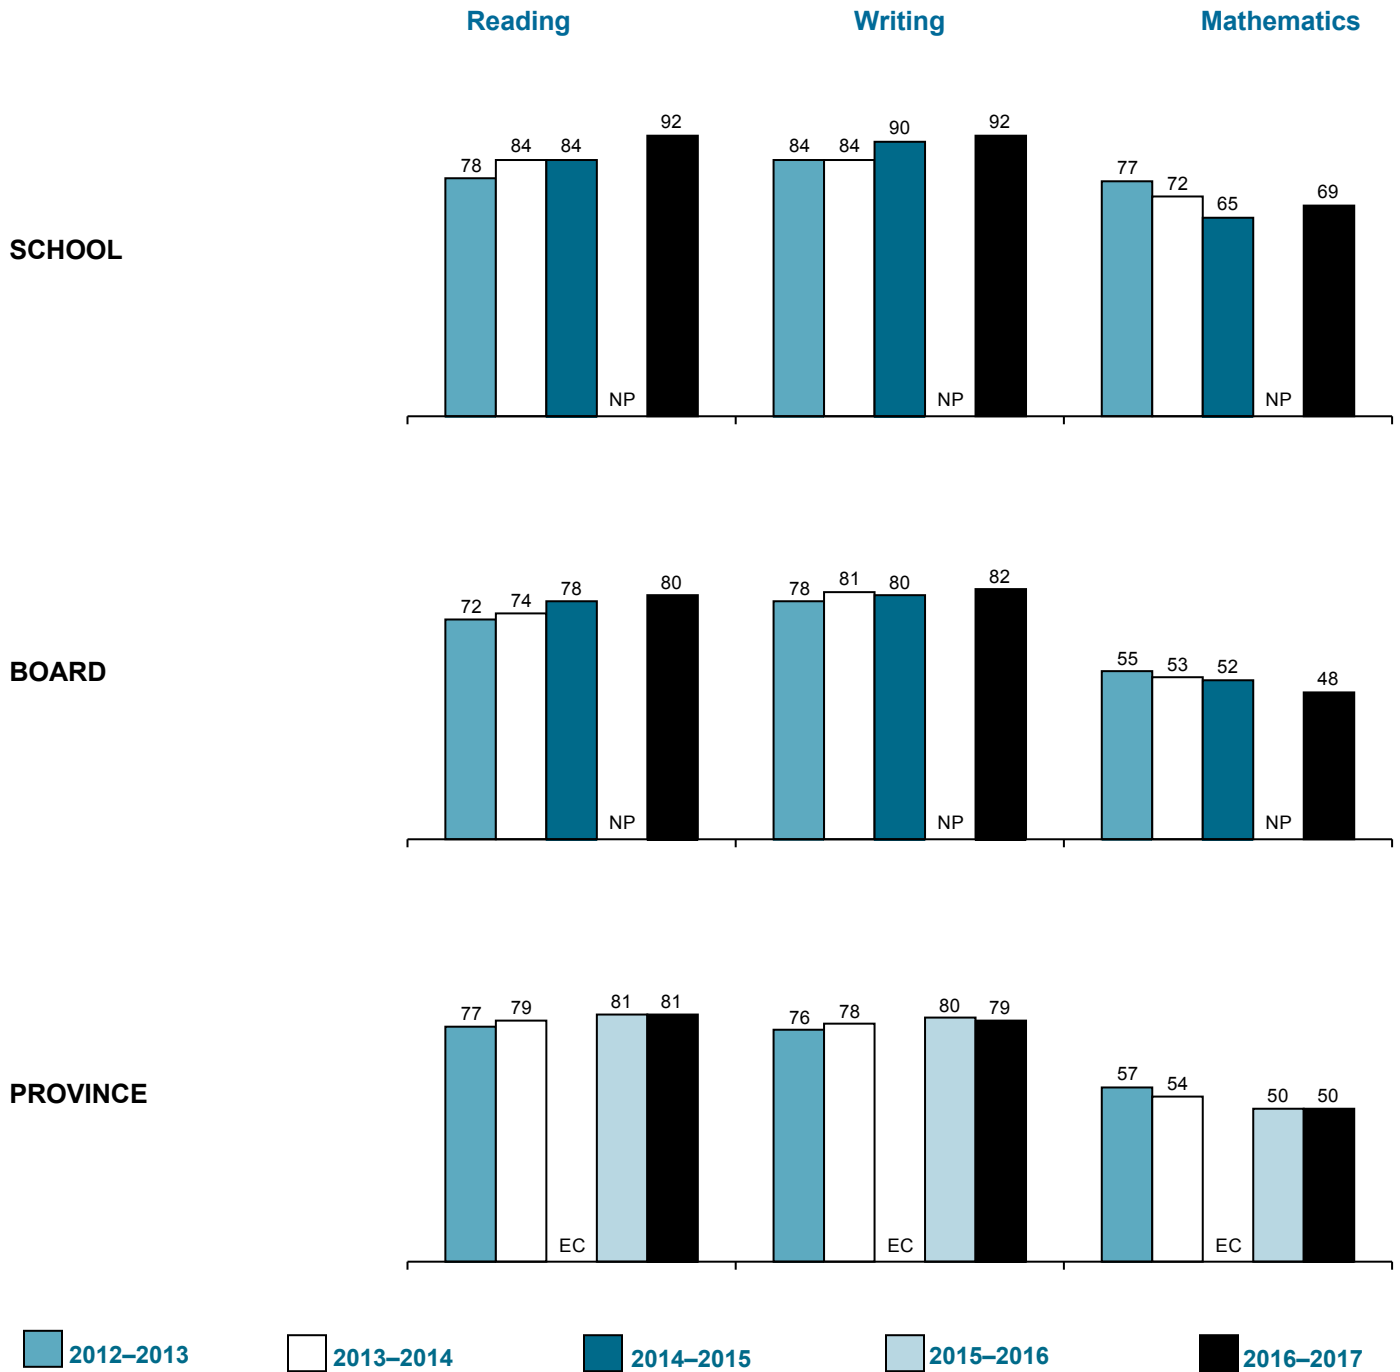 Reading Writing Mathematics
SCHOOL
78 84 84 NP 92
84 84 90 NP 92
77 72 65 NP 69
BOARD
72 74 78 NP 80
78 81 80 NP 82
55 53 52 NP 48
PROVINCE
77 79 EC 81 81
76 78 EC 80 79
57 54 EC 50 50
2012–2013 2013–2014 2014–2015 2015–2016 2016–2017